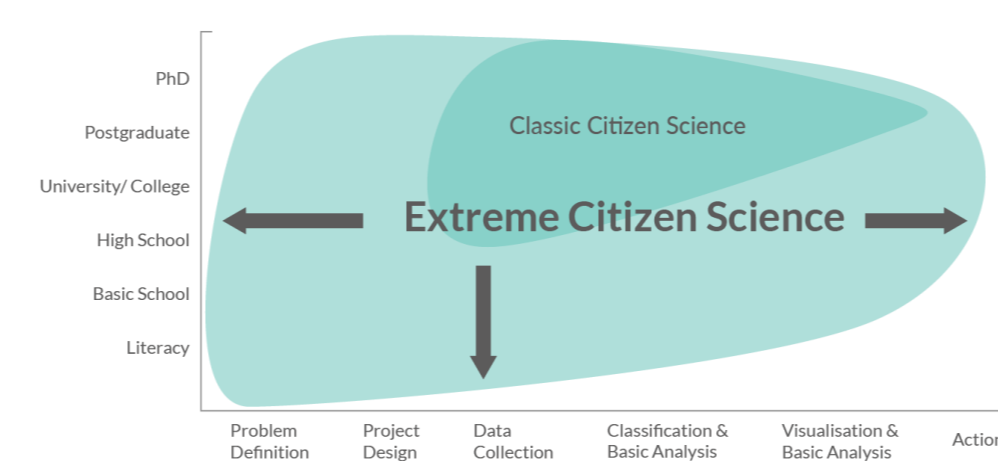 PhD
Postgraduate
University/ College
High School
Basic School
Literacy
Classic Citizen Science
Extreme Citizen Science
Problem
Definition
Project
Design
Data
Collection
Classification &
Basic Analysis
Visualisation &
Basic Analysis
Action